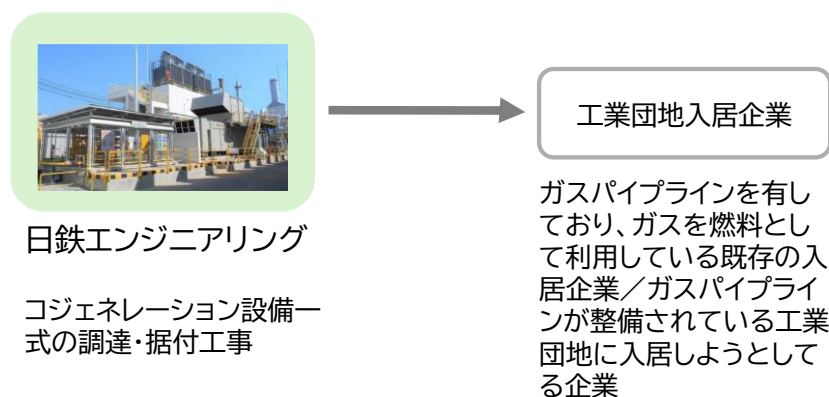 日鉄エンジニアリング
コジェネレーション設備一
式の調達・据付工事
工業団地入居企業
ガスパイプラインを有し
ており、ガスを燃料とし
て利用している既存の入
居企業／ガスパイプライ
ンが整備されている工業
団地に入居しようとして
る企業